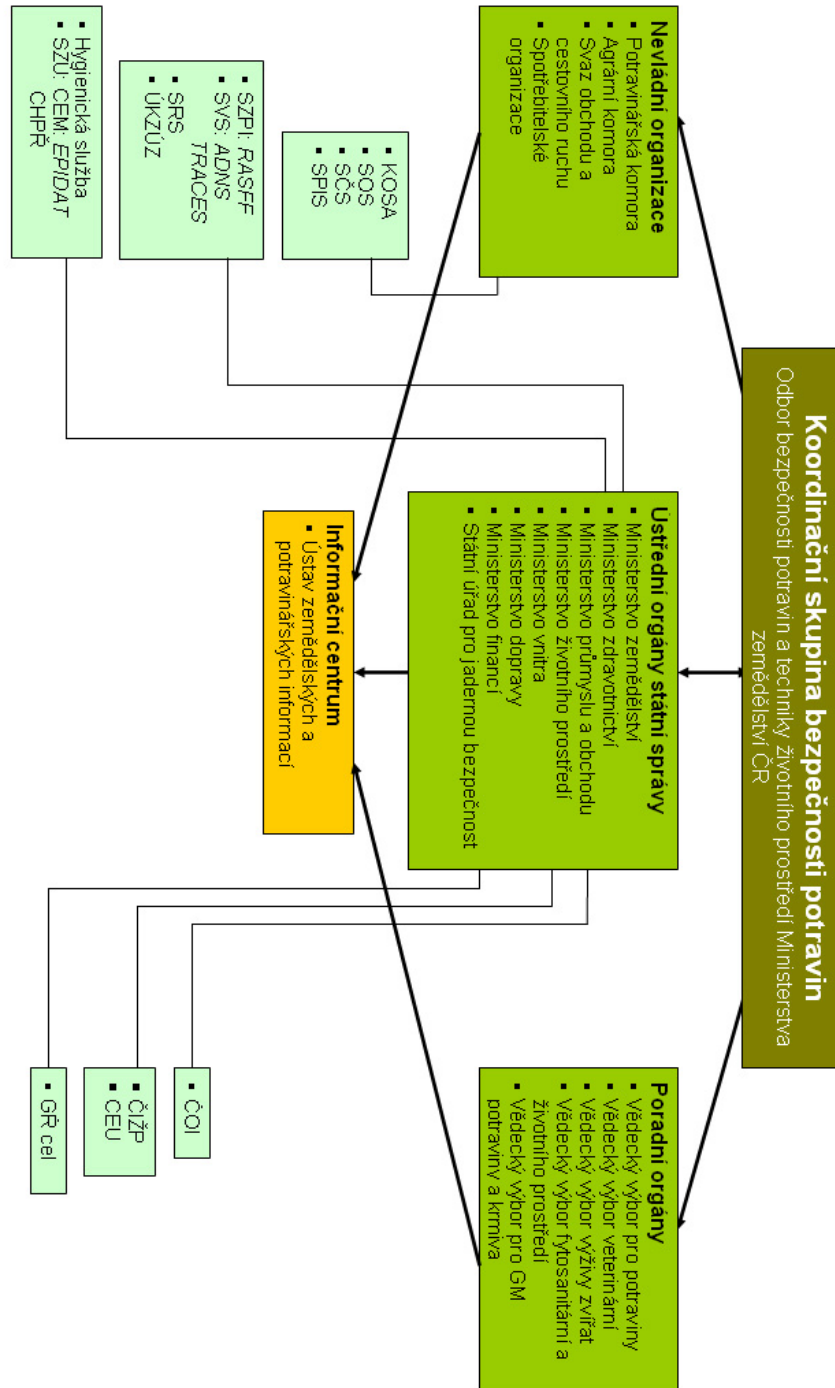 Koordinační skupina bezpečnosti potravin
Odbor bezpečnosti potravin a techniky životního prostředí Ministerstva
zemědělství ČR
Nevládní organizace
▪ Potravinářská komora
▪ Agrární komora
▪ Svaz obchodu a
cestovního ruchu
▪ Spotřebitelské
organizace
Ústřední orgány státní správy
▪ Ministerstvo zemědělství
▪ Ministerstvo zdravotnictví
▪ Ministerstvo průmyslu a obchodu
▪ Ministerstvo životního prostředí
▪ Ministerstvo vnitra
▪ Ministerstvo dopravy
▪ Ministerstvo financí
▪ Státní úřad pro jadernou bezpečnost
Poradní orgány
▪ Vědecký výbor pro potraviny
▪ Vědecký výbor veterinární
▪ Vědecký výbor výživy zvířat
▪ Vědecký výbor fytosanitární a
životního prostředí
▪ Vědecký výbor pro GM
potraviny a krmiva
▪ KOSA
▪ SOS
▪ SČS
▪ SPIS
▪ SZPI: RASFF
▪ SVS: ADNS
TRACES
▪ SRS
▪ ÚKZÚZ
▪ Hygienická služba
▪ SZÚ: CEM: EPIDAT
CHPŘ
Informační centrum
▪ Ústav zemědělských a
potravinářských informací
▪ ČOI
▪ ČIŽP
▪ CEU
▪ GŘ cel